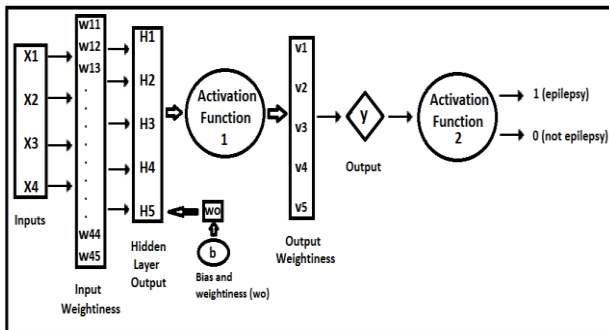 X1
X2
X3
X4
Inputs
w11
w12
w13
w44
w45
Input
Weightiness
H1
H2
H3
H4
H5
Hidden
Layer
Output
wo
b
Bias and
weightiness (wo)
Activation
Function
1
v1
v2
v3
v4
v5
Output
Weightiness
y
Output
Activation
Function
2
1 (epilepsy)
0 (not epilepsy)